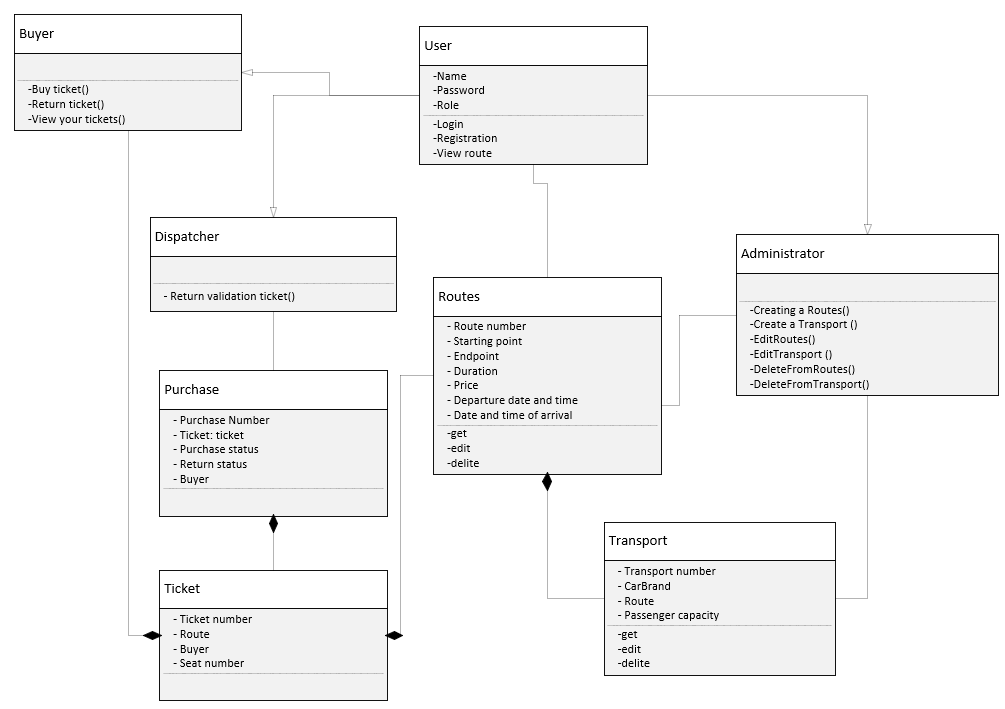 Buyer
-Buy ticket()
-Return ticket()
-View your tickets()
User
-Name
-Password
-Role
-Login
-Registration
-View route
Dispatcher
- Return validation ticket()
Administrator
-Creating a Routes()
-Create a Transport ()
-EditRoutes()
-EditTransport ()
-DeleteFromRoutes()
-DeleteFromTransport()
Routes
- Route number
- Starting point
- Endpoint
- Duration
- Price
- Departure date and time
- Date and time of arrival
-get
-edit
-delite
Purchase
- Purchase Number
- Ticket: ticket
- Purchase status
- Return status
- Buyer
Transport
- Transport number
- CarBrand
- Route
- Passenger capacity
-get
-edit
-delite
Ticket
- Ticket number
- Route
- Buyer
- Seat number